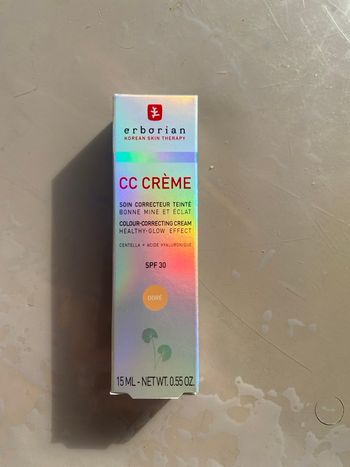 erborian
KOREAN SKIN THERAPY
CC CRÈME
SOIN CORRECTEUR TEINTÉ
BONNE MINE ET ÉCLAT
COLOUR-CORRECTING CREAM
HEALTHY-GLOW EFFECT
CENTELLA + ACIDE HYALURONIQUE
SPF 30
DORÉ
15 ML - NET WT. 0.55 OZ.